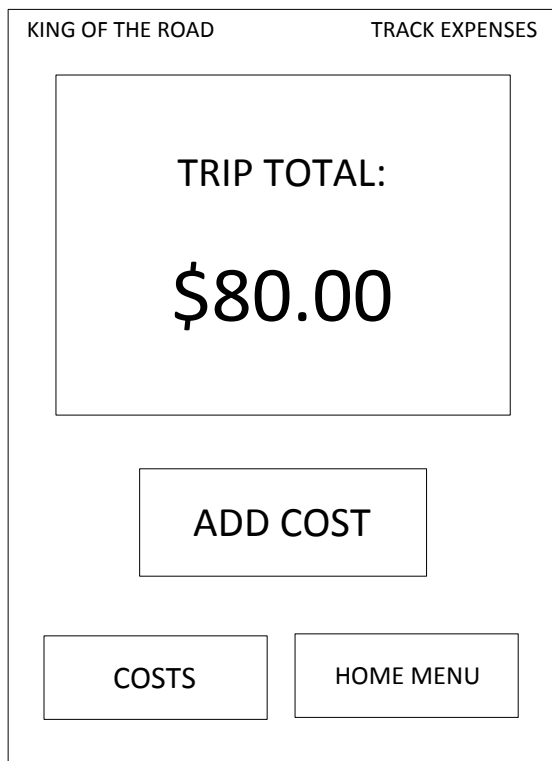 KING OF THE ROAD TRACK EXPENSES
TRIP TOTAL:
$80.00
ADD COST
COSTS HOME MENU